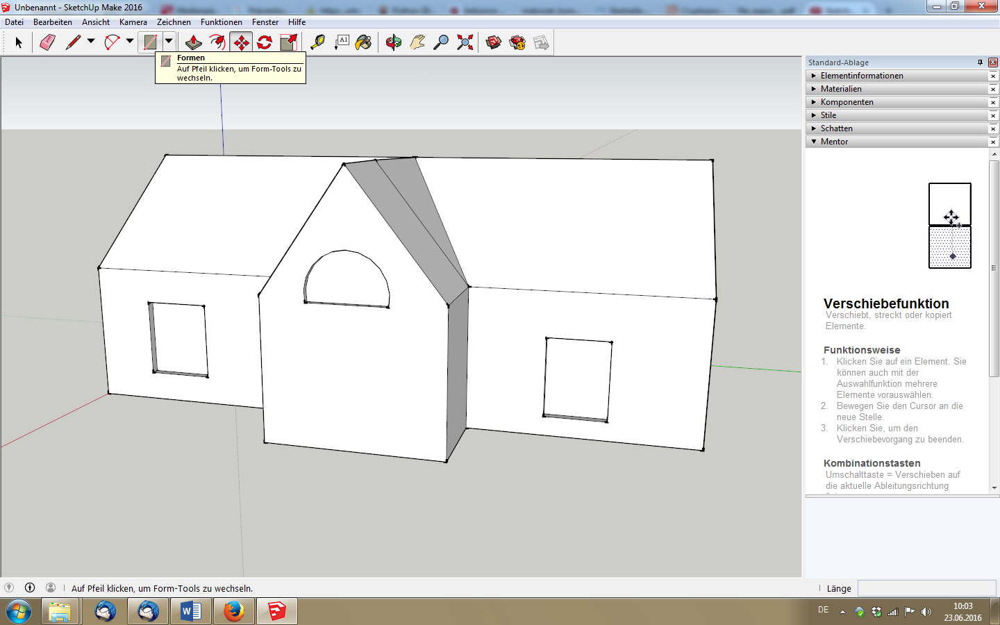 Unbenannt - SketchUp Make 2016
Datei Bearbeiten Ansicht Kamera Zeichnen Funktionen Fenster Hilfe
A1
Formen
Auf Pfeil klicken, um Form-Tools zu
wechseln.
Standard-Ablage
Elementinformationen
Materialien
Komponenten
Stile
Schatten
Mentor
Verschiebefunktion
Verschiebt, streckt oder kopiert
Elemente.
Funktionsweise
1. Klicken Sie auf ein Element. Sie
können auch mit der
Auswahlfunktion mehrere
Elemente vorauswählen.
2. Bewegen Sie den Cursor an die
neue Stelle.
3. Klicken Sie, um den
Verschiebevorgang zu beenden.
Kombinationstasten
Umschalttaste = Verschieben auf
die aktuelle Ableitungsrichtung
Auf Pfeil klicken, um Form-Tools zu wechseln.
Länge
W
DE
10:03
23.06.2016